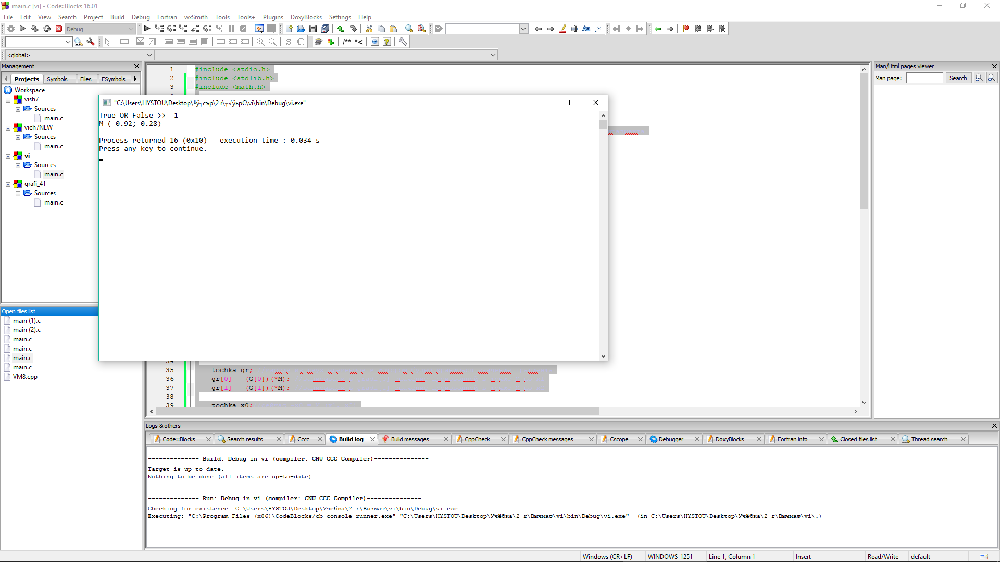 main.c [vi] - Code::Blocks 16.01
File Edit View Search Project Build Debug Fortran wxSmith Tools Tools+ Plugins DoxyBlocks Settings Help
Debug
/** *<
<global>
Management
Projects Symbols Files FSymbols
Workspace
vish7
Sources
main.c
vich7NEW
Sources
main.c
vi
Sources
main.c
grafi_41
Sources
main.c
Open files list
main (1).c
main (2).c
main.c
main.c
main.c
main.c
VM8.cpp
1 #include <stdio.h>
2 #include <stdlib.h>
3 #include <math.h>
"C:\Users\HYSTOU\Desktop\╙ўхсър\2 г\┬√ўьрЄ\vi\bin\Debug\vi.exe"
True OR False >>  1
M (-0.92; 0.28)
Process returned 16 (0x10)   execution time : 0.034 s
Press any key to continue.
34
35 tochka gr;
36 gr[0] = (G[0])(*M);
37 gr[1] = (G[1])(*M);
38
39 tochka x0;
Man/Html pages viewer
Man page: Search
Logs & others
Code::Blocks Search results Cccc Build log Build messages CppCheck CppCheck messages Cscope Debugger DoxyBlocks Fortran info Closed files list Thread search
-------------- Build: Debug in vi (compiler: GNU GCC Compiler)---------------
Target is up to date.
Nothing to be done (all items are up-to-date).
-------------- Run: Debug in vi (compiler: GNU GCC Compiler)---------------
Checking for existence: C:\Users\HYSTOU\Desktop\Учёбка\2 г\Вычмат\vi\bin\Debug\vi.exe
Executing: "C:\Program Files (x86)\CodeBlocks/cb_console_runner.exe" "C:\Users\HYSTOU\Desktop\Учёбка\2 г\Вычмат\vi\bin\Debug\vi.exe"  (in C:\Users\HYSTOU\Desktop\Учёбка\2 г\Вычмат\vi\.)
Windows (CR+LF) WINDOWS-1251 Line 1, Column 1 Insert Read/Write default